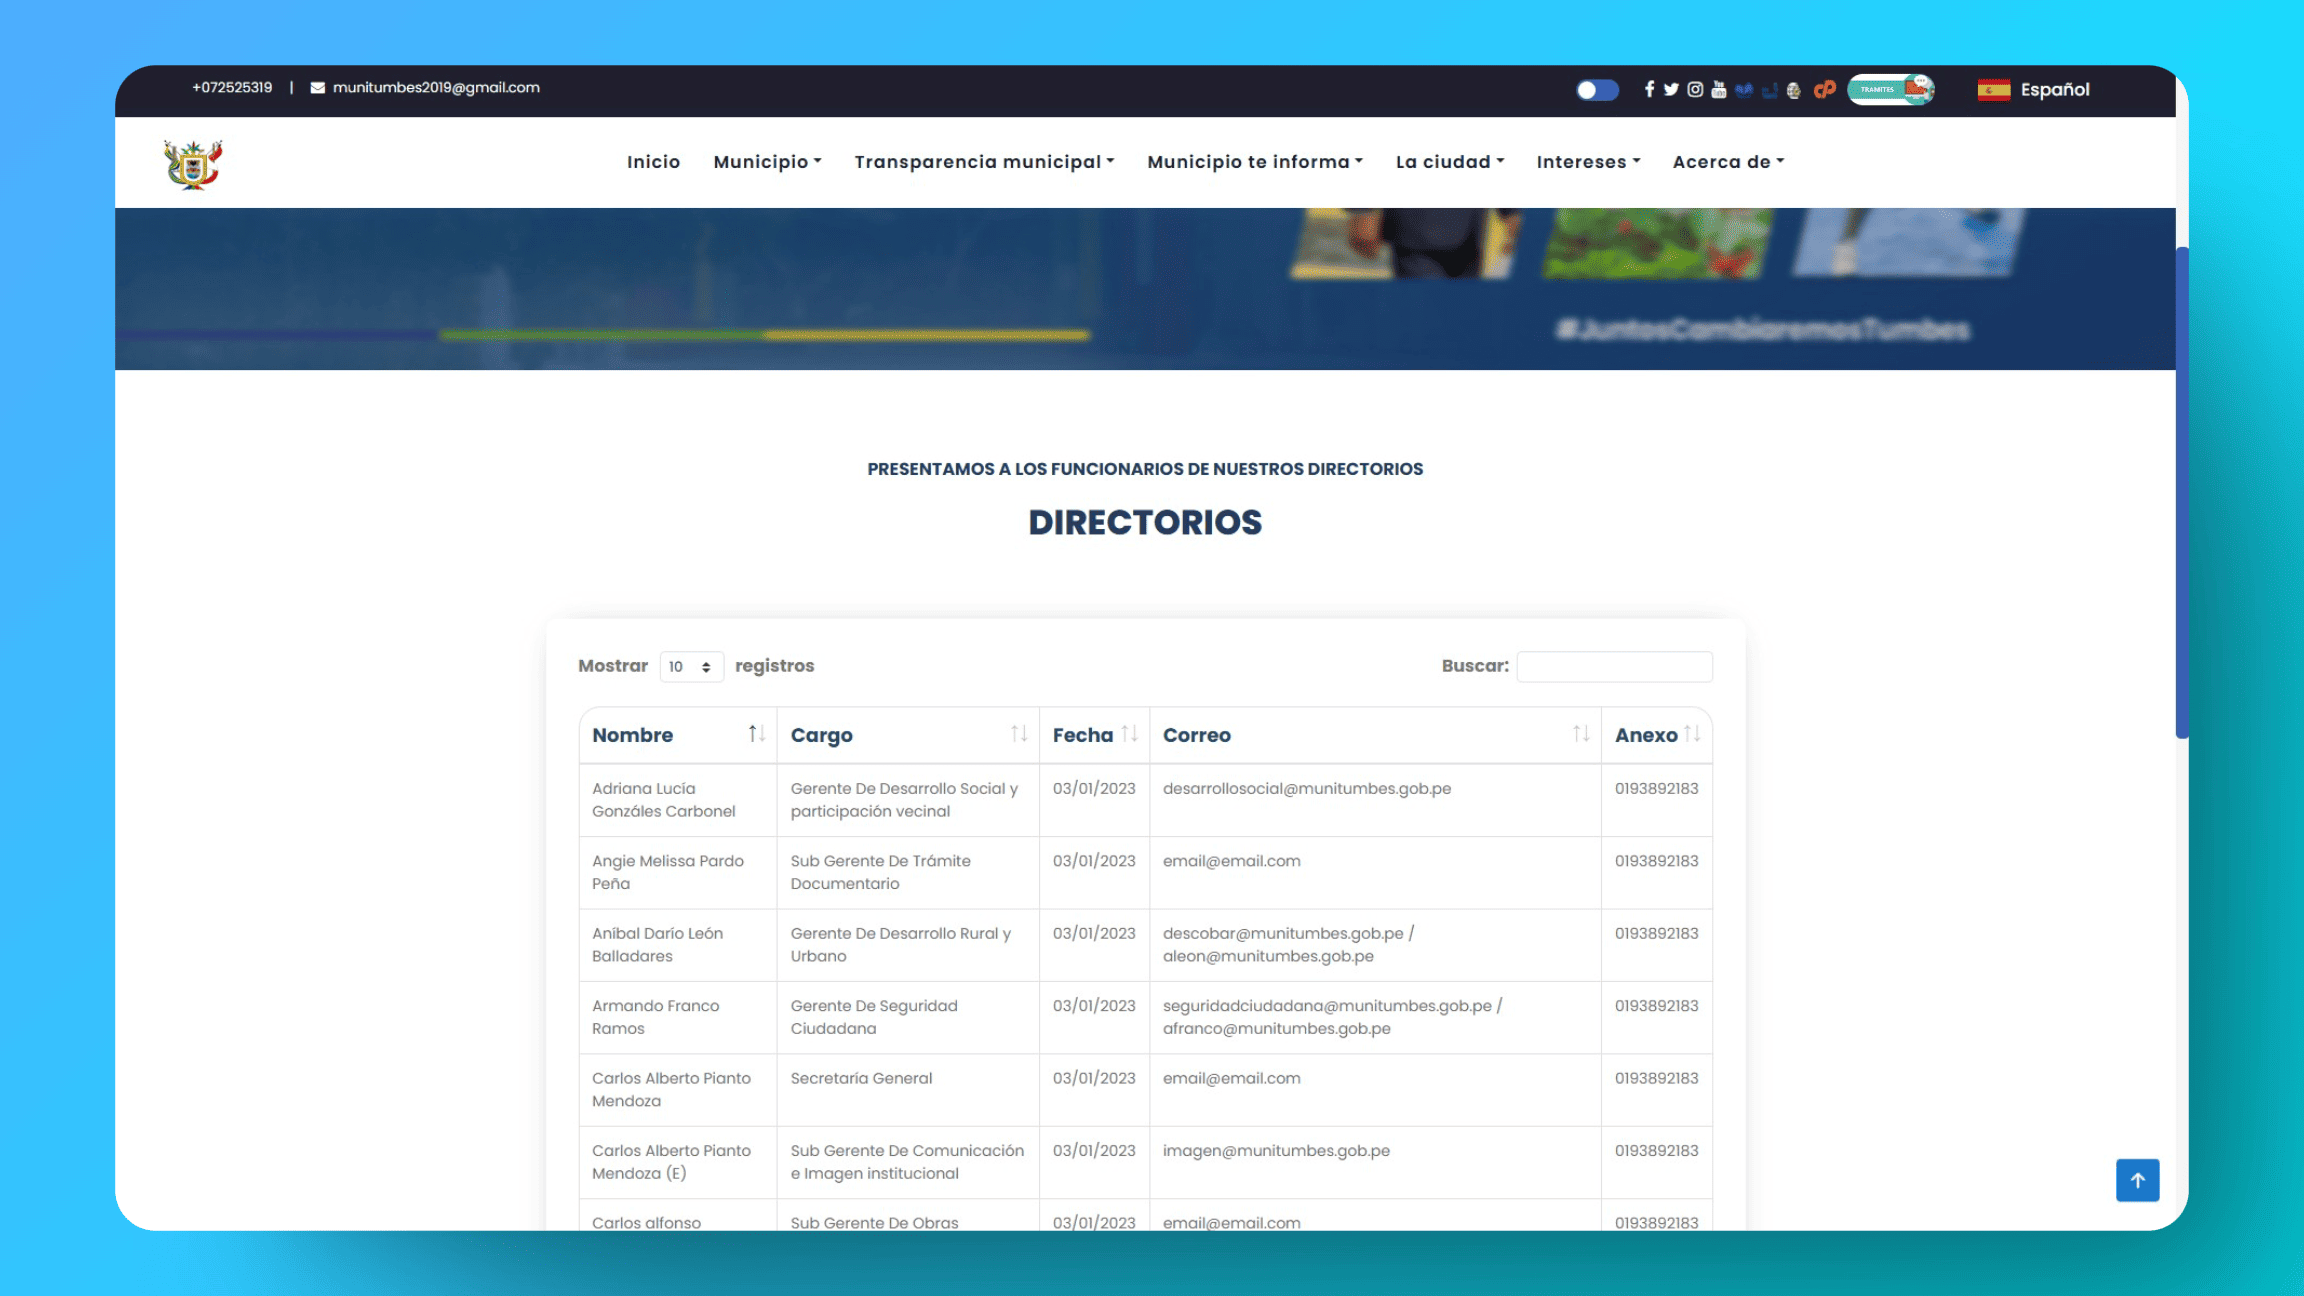 +072525319 | munitumbes2019@gmail.com
TRAMITES
Español
Inicio Municipio Transparencia municipal Municipio te informa La ciudad Intereses Acerca de
#JuntosCambiaremosTumbes
PRESENTAMOS A LOS FUNCIONARIOS DE NUESTROS DIRECTORIOS
DIRECTORIOS
Mostrar 10 registros Buscar:
Nombre Cargo Fecha Correo Anexo
Adriana Lucía Gerente De Desarrollo Social y 03/01/2023 desarrollosocial@munitumbes.gob.pe 0193892183
Gonzáles Carbonel participación vecinal
Angie Melissa Pardo Sub Gerente De Trámite 03/01/2023 email@email.com 0193892183
Peña Documentario
Aníbal Darío León Gerente De Desarrollo Rural y 03/01/2023 descobar@munitumbes.gob.pe / 0193892183
Balladares Urbano aleon@munitumbes.gob.pe
Armando Franco Gerente De Seguridad 03/01/2023 seguridadciudadana@munitumbes.gob.pe / 0193892183
Ramos Ciudadana afranco@munitumbes.gob.pe
Carlos Alberto Pianto Secretaría General 03/01/2023 email@email.com 0193892183
Mendoza
Carlos Alberto Pianto Sub Gerente De Comunicación 03/01/2023 imagen@munitumbes.gob.pe 0193892183
Mendoza (E) e Imagen institucional
Carlos alfonso Sub Gerente De Obras 03/01/2023 email@email.com 0193892183